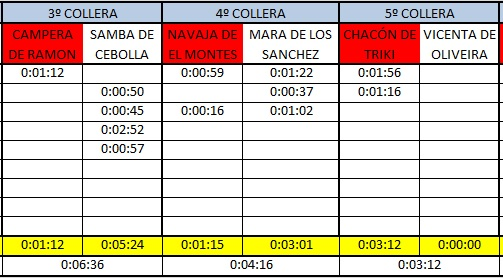 3º COLLERA 4º COLLERA 5º COLLERA
CAMPERA DE RAMON SAMBA DE CEBOLLA NAVAJA DE EL MONTES MARA DE LOS SANCHEZ CHACÓN DE TRIKI VICENTA DE OLIVEIRA
0:01:12 0:00:59 0:01:22 0:01:56
0:00:50 0:00:37 0:01:16
0:00:45 0:00:16 0:01:02
0:02:52
0:00:57
0:01:12 0:05:24 0:01:15 0:03:01 0:03:12 0:00:00
0:06:36 0:04:16 0:03:12